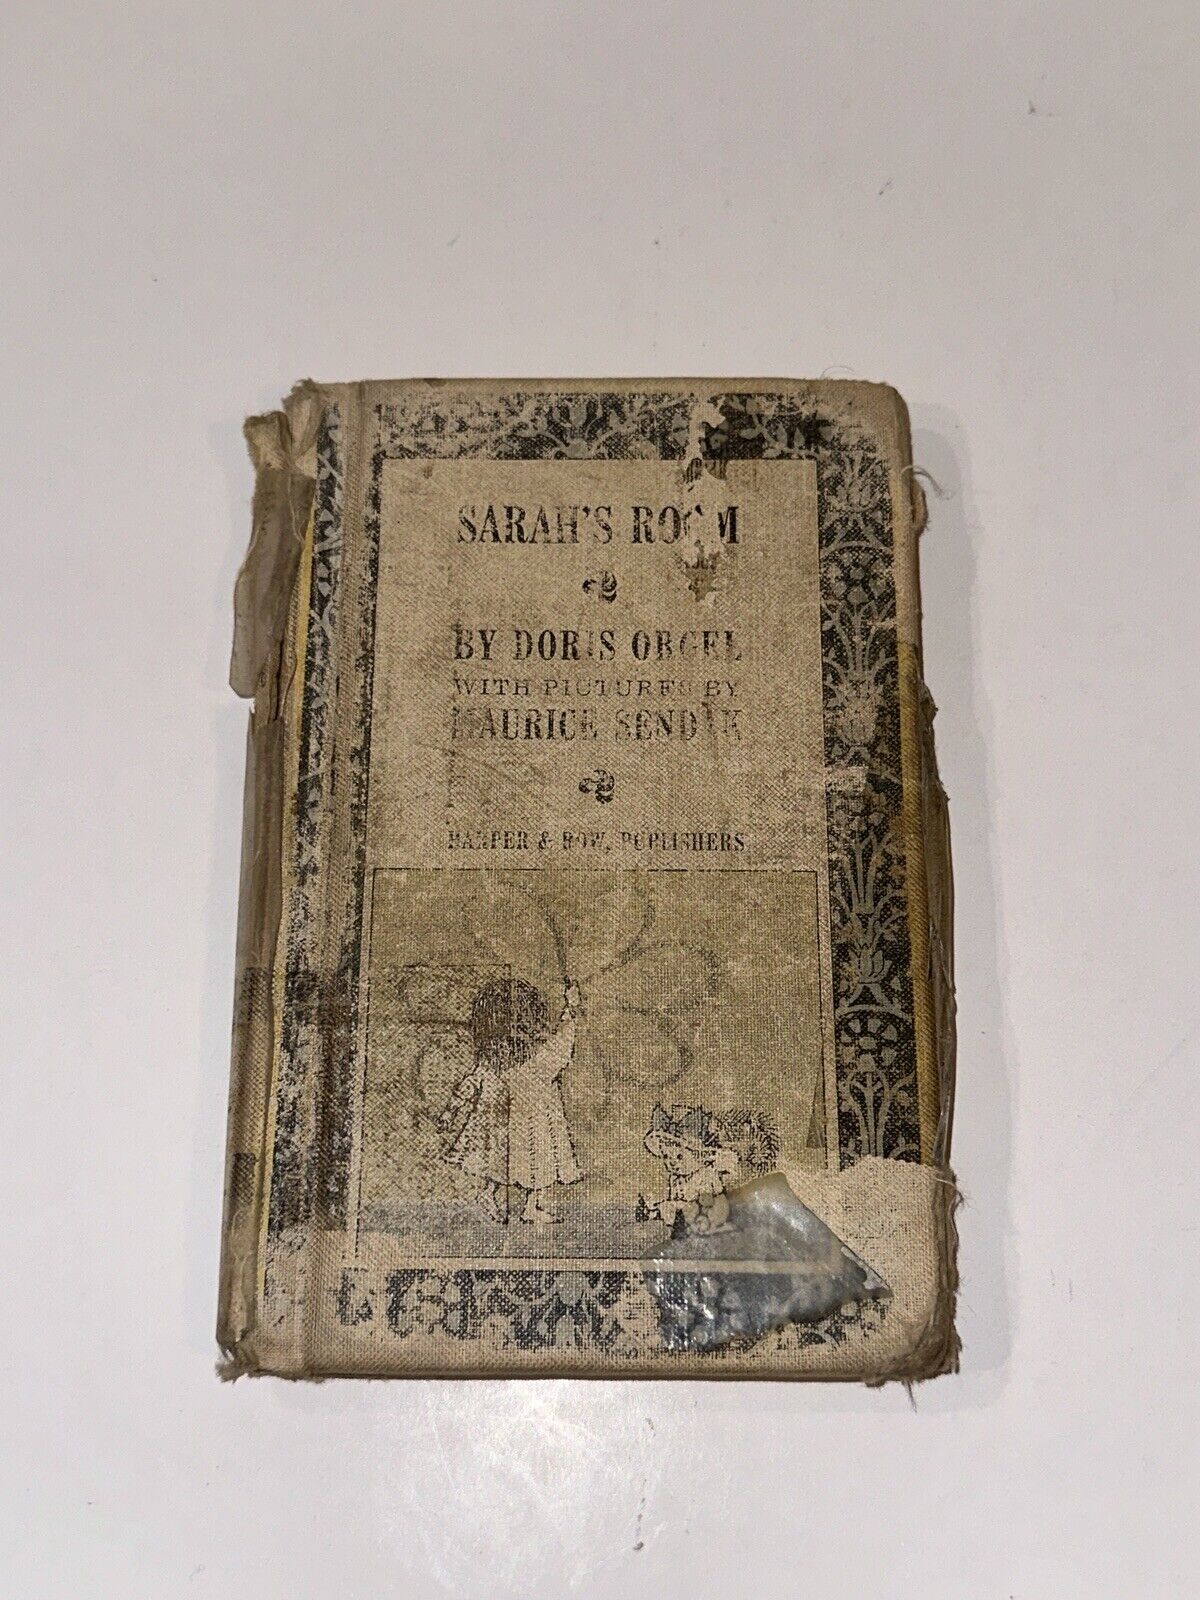 SARAH'S ROOM
BY DORIS ORGEL
WITH PICTURES BY
MAURICE SENDAK
HARPER & ROW, PUBLISHERS